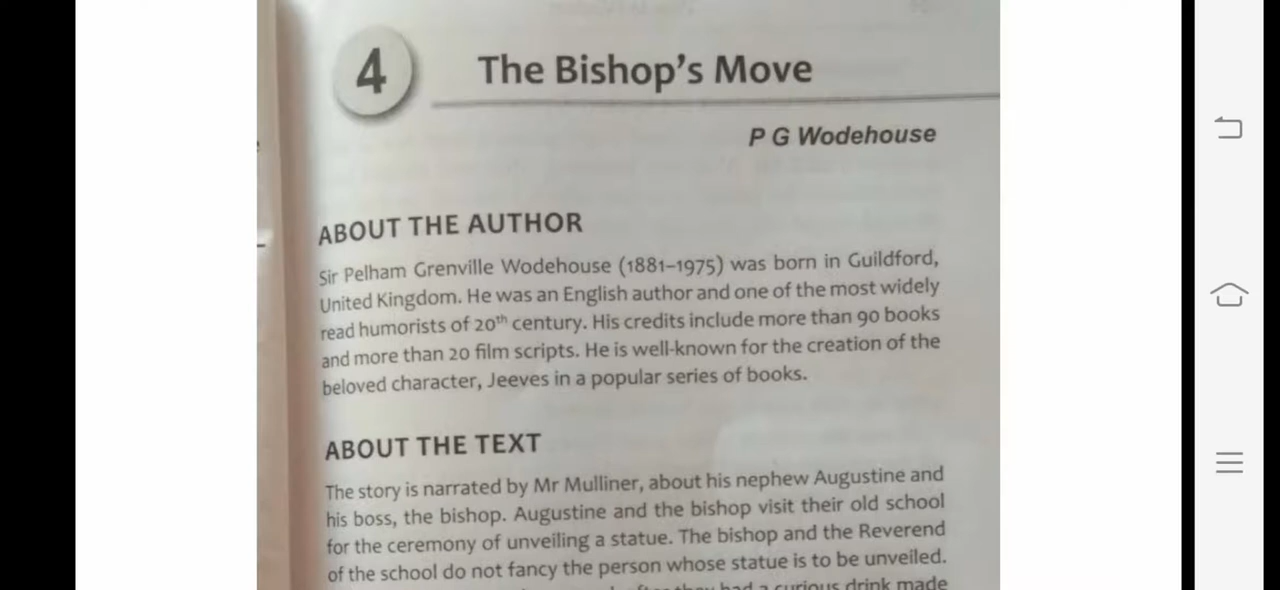 4
The Bishop's Move
P G Wodehouse
ABOUT THE AUTHOR
Sir Pelham Grenville Wodehouse (1881–1975) was born in Guildford,
United Kingdom. He was an English author and one of the most widely
read humorists of 20th century. His credits include more than 90 books
and more than 20 film scripts. He is well-known for the creation of the
beloved character, Jeeves in a popular series of books.
ABOUT THE TEXT
The story is narrated by Mr Mulliner, about his nephew Augustine and
his boss, the bishop. Augustine and the bishop visit their old school
for the ceremony of unveiling a statue. The bishop and the Reverend
of the school do not fancy the person whose statue is to be unveiled.
after they had a curious drink made